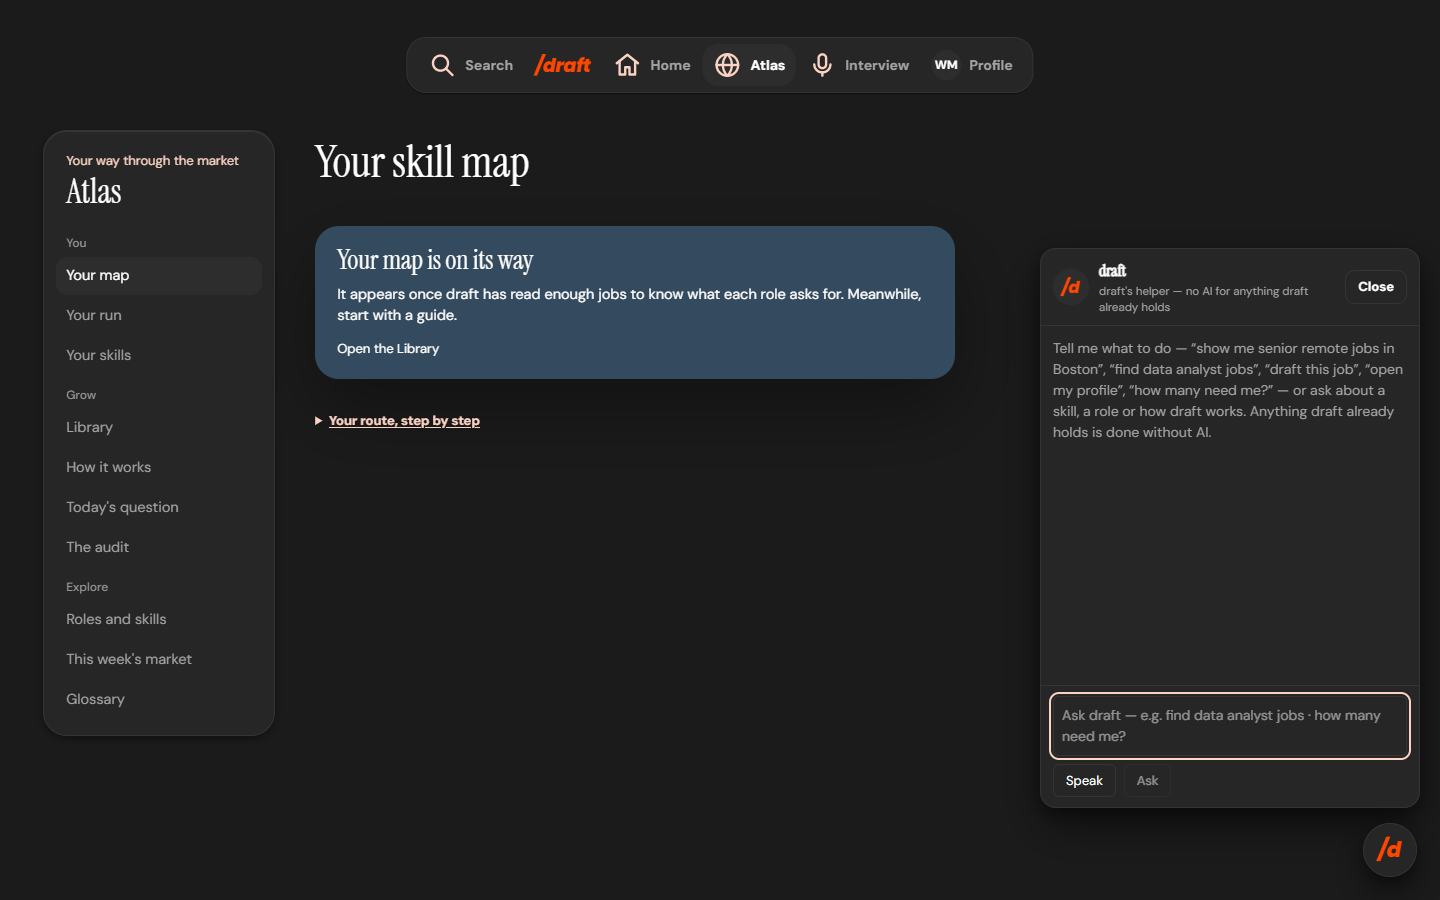 Search
/draft
Home
Atlas
Interview
WM
Profile
Your way through the market
Atlas
You
Your map
Your run
Your skills
Grow
Library
How it works
Today's question
The audit
Explore
Roles and skills
This week's market
Glossary
Your skill map
Your map is on its way
It appears once draft has read enough jobs to know what each role asks for. Meanwhile,
start with a guide.
Open the Library
Your route, step by step
/d
draft
draft's helper — no AI for anything draft
already holds
Close
Tell me what to do — “show me senior remote jobs in
Boston”, “find data analyst jobs”, “draft this job”, “open
my profile”, “how many need me?” — or ask about a
skill, a role or how draft works. Anything draft already
holds is done without AI.
Ask draft — e.g. find data analyst jobs · how many
need me?
Speak
Ask
/d